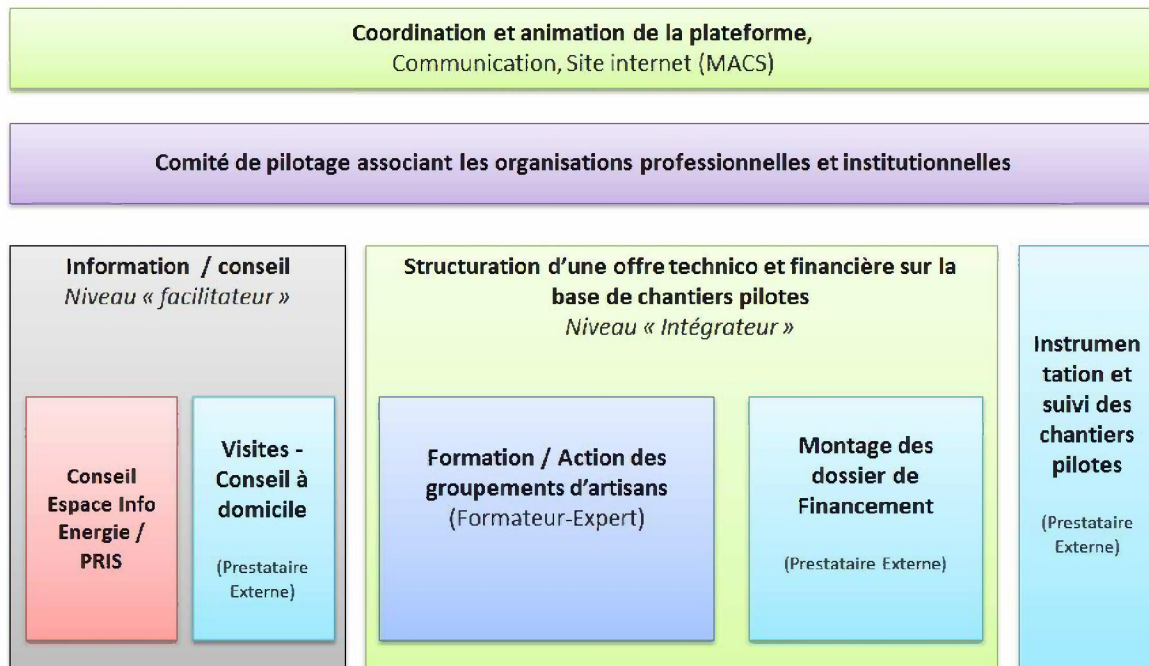 Coordination et animation de la plateforme,
Communication, Site internet (MACS)
Comité de pilotage associant les organisations professionnelles et institutionnelles
Information / conseil
Niveau « facilitateur »
Conseil
Espace Info
Energie /
PRIS
Visites -
Conseil à
domicile
(Prestataire
Externe)
Structuration d'une offre technico et financière sur la
base de chantiers pilotes
Niveau « Intégrateur »
Formation / Action des
groupements d'artisans
(Formateur-Expert)
Montage des
dossier de
Financement
(Prestataire Externe)
Instrumen
tation et
suivi des
chantiers
pilotes
(Prestataire
Externe)